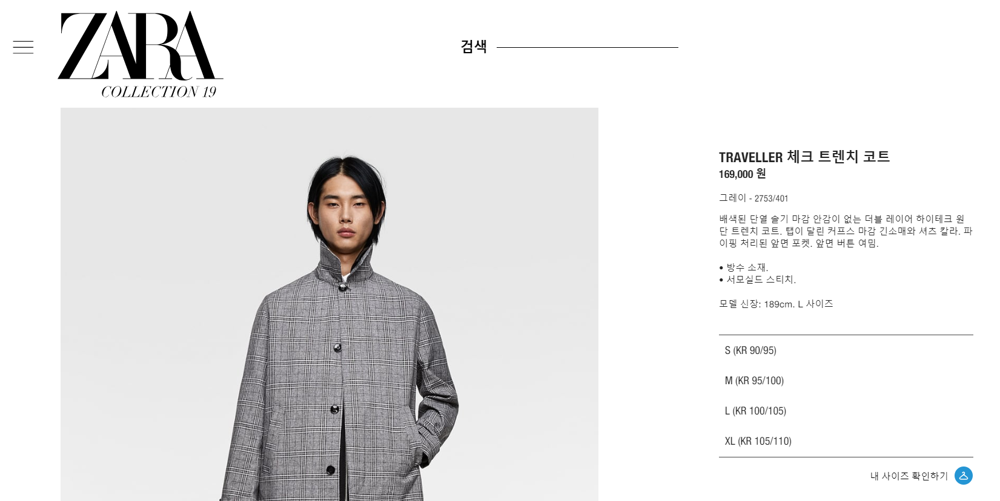 ZARA
COLLECTION 19
검색
TRAVELLER 체크 트렌치 코트
169,000 원
그레이 - 2753/401
배색된 단열 솔기 마감 안감이 없는 더블 레이어 하이테크 원
단 트렌치 코트. 탭이 달린 커프스 마감 긴소매와 셔츠 칼라. 파
이핑 처리된 앞면 포켓. 앞면 버튼 여밈.
• 방수 소재.
• 서모실드 스티치.
모델 신장: 189cm. L 사이즈
S (KR 90/95)
M (KR 95/100)
L (KR 100/105)
XL (KR 105/110)
내 사이즈 확인하기